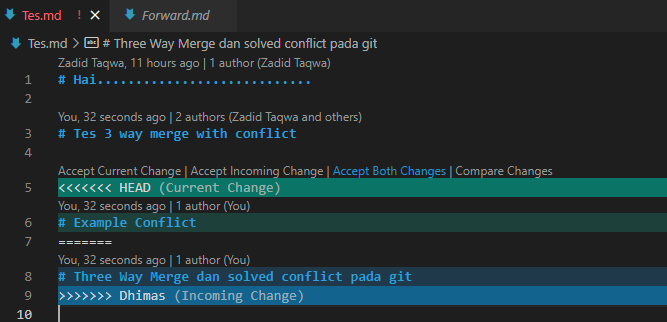 Tes.md ! × Forward.md
Tes.md > abc # Three Way Merge dan solved conflict pada git
Zadid Taqwa, 11 hours ago | 1 author (Zadid Taqwa)
1 # Hai............................
2
You, 32 seconds ago | 2 authors (Zadid Taqwa and others)
3 # Tes 3 way merge with conflict
4
Accept Current Change | Accept Incoming Change | Accept Both Changes | Compare Changes
5 <<<<<<< HEAD (Current Change)
You, 32 seconds ago | 1 author (You)
6 # Example Conflict
7 =======
You, 32 seconds ago | 1 author (You)
8 # Three Way Merge dan solved conflict pada git
9 >>>>>>> Dhimas (Incoming Change)
10